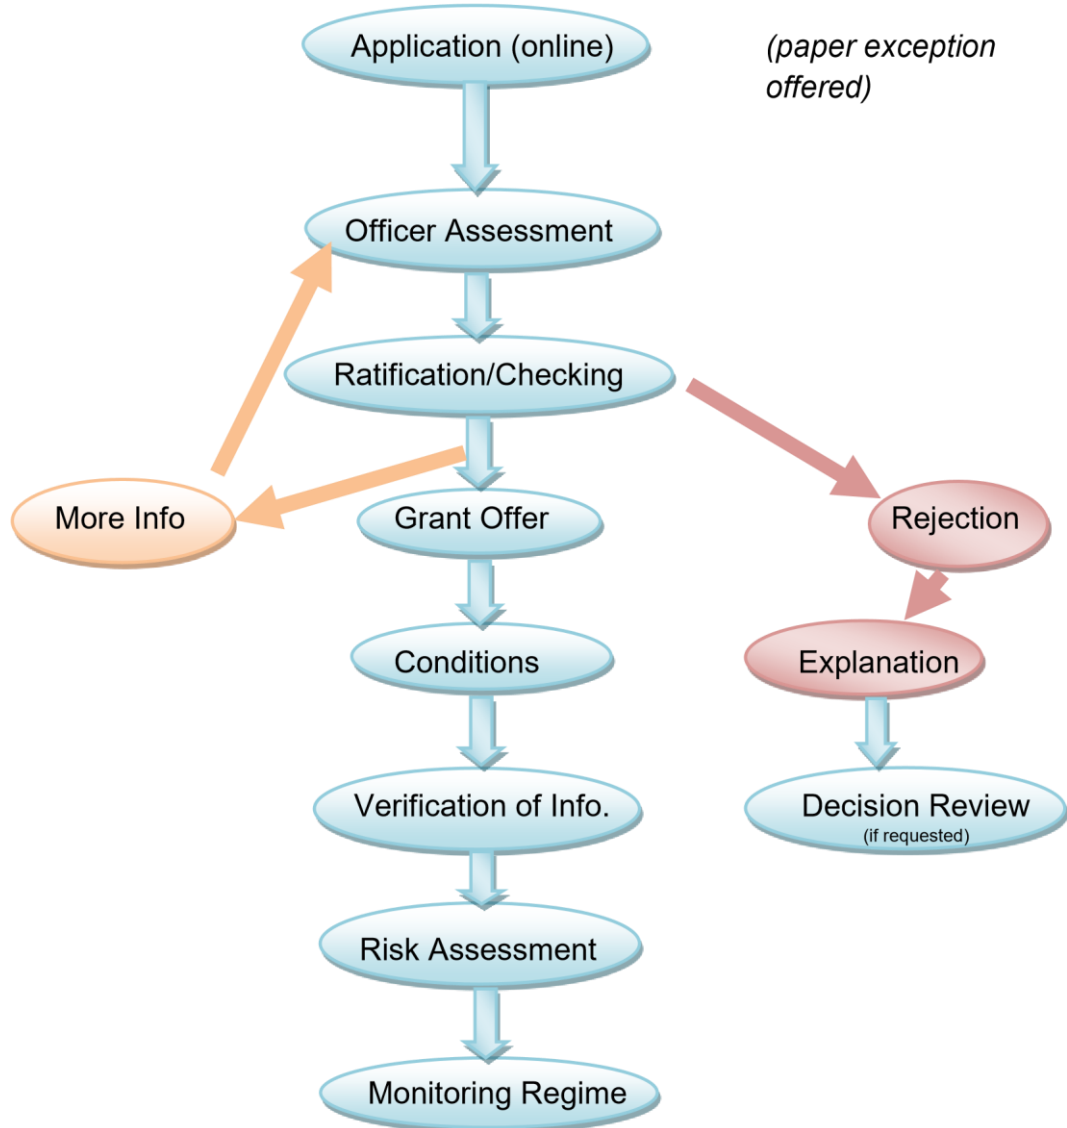 Application (online)
(paper exception
offered)
Officer Assessment
Ratification/Checking
More Info
Grant Offer
Rejection
Conditions
Explanation
Verification of Info.
Decision Review
(if requested)
Risk Assessment
Monitoring Regime